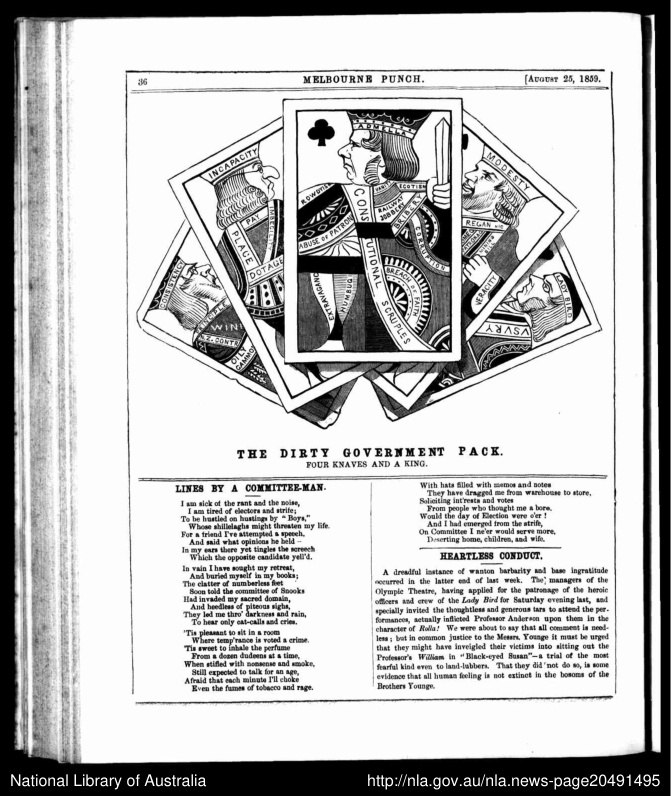 36
MELBOURNE PUNCH.
[AUGUST 25, 1859.
INCAPACITY
PAY
PLACE
DOTAGE
ADMELLA
ROWDYISM
EGOTISM
RAILWAY JOBBERY
BRIBERY
CORRUPTION
CONSTITUTIONAL SCRUPLES
ABUSE OF PATRON
BREACH OF FAITH
EXTRAVAGANCE
HUMBUG
MODESTY
REGAN
VERACITY
WINE
OILY GAMMON
LADY BIRD
USURY
THE DIRTY GOVERNMENT PACK.
FOUR KNAVES AND A KING.
LINES BY A COMMITTEE-MAN.
I am sick of the rant and the noise,
I am tired of electors and strife;
To be hustled on hustings by "Boys,"
Whose shillelaghs might threaten my life.
For a friend I've attempted a speech,
And said what opinions he held—
In my ears there yet tingles the screech
Which the opposite candidate yell'd.
In vain I have sought my retreat,
And buried myself in my books;
The clatter of numberless feet
Soon told the committee of Snooks
Had invaded my sacred domain,
And heedless of piteous sighs,
They led me thro' darkness and rain,
To hear only cat-calls and cries.
'Tis pleasant to sit in a room
Where temp'rance is voted a crime.
'Tis sweet to inhale the perfume
From a dozen dudeens at a time,
When stifled with nonsense and smoke,
Still expected to talk for an age,
Afraid that each minute I'll choke
Even the fumes of tobacco and rage.
With hats filled with memos and notes
They have dragged me from warehouse to store,
Soliciting int'rests and votes
From people who thought me a bore.
Would the day of Election were o'er!
And I had emerged from the strife,
On Committee I ne'er would serve more,
Deserting home, children, and wife.
HEARTLESS CONDUCT.
A dreadful instance of wanton barbarity and base ingratitude
occurred in the latter end of last week. The managers of the
Olympic Theatre, having applied for the patronage of the heroic
officers and crew of the Lady Bird for Saturday evening last, and
specially invited the thoughtless and generous tars to attend the per-
formances, actually inflicted Professor Anderson upon them in the
character of Rolla! We were about to say that all comment is need-
less; but in common justice to the Messrs. Younge it must be urged
that they might have inveigled their victims into sitting out the
Professor's William in "Black-eyed Susan"—a trial of the most
fearful kind even to land-lubbers. That they did not do so, is some
evidence that all human feeling is not extinct in the bosoms of the
Brothers Younge.
National Library of Australia
http://nla.gov.au/nla.news-page20491495